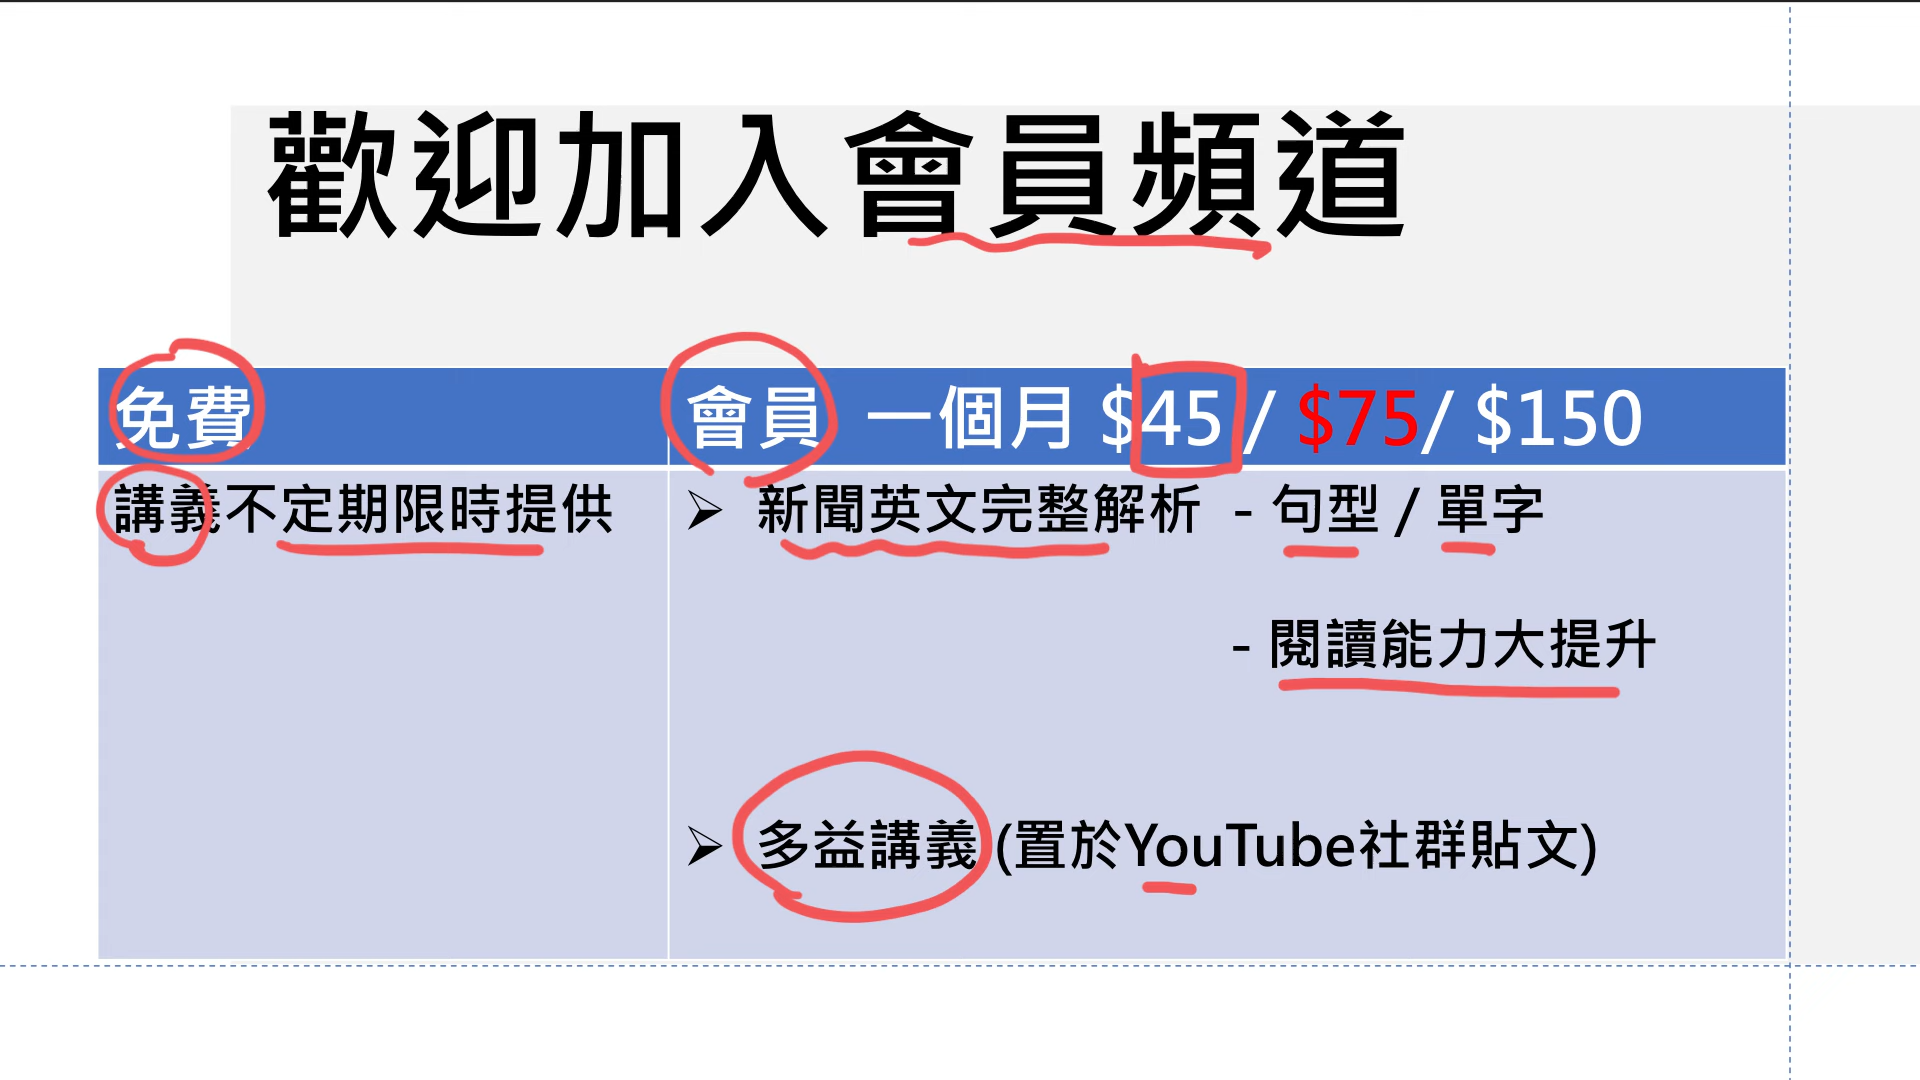 歡迎加入會員頻道
免費
會員 一個月 $45 / $75 / $150
講義不定期限時提供
➢ 新聞英文完整解析 - 句型 / 單字
- 閱讀能力大提升
➢ 多益講義 (置於YouTube社群貼文)